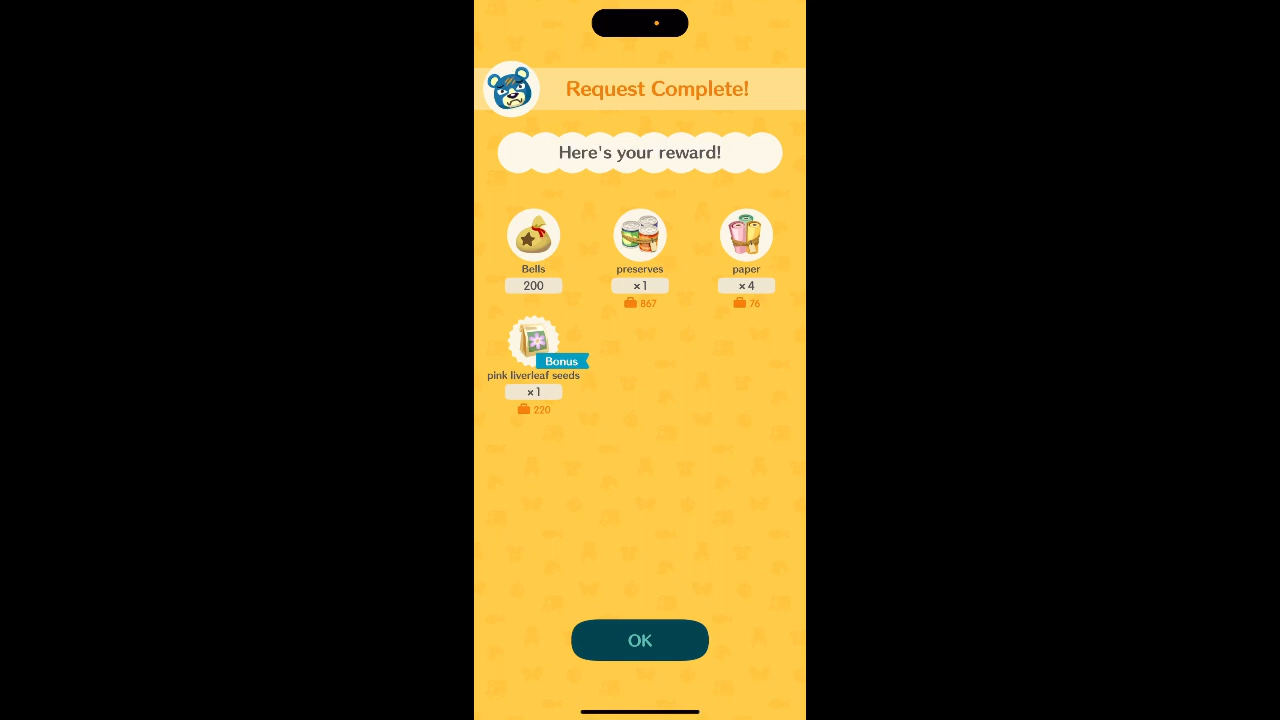 Request Complete!
Here's your reward!
Bells
200
preserves
×1
867
paper
×4
76
Bonus
pink liverleaf seeds
×1
220
OK